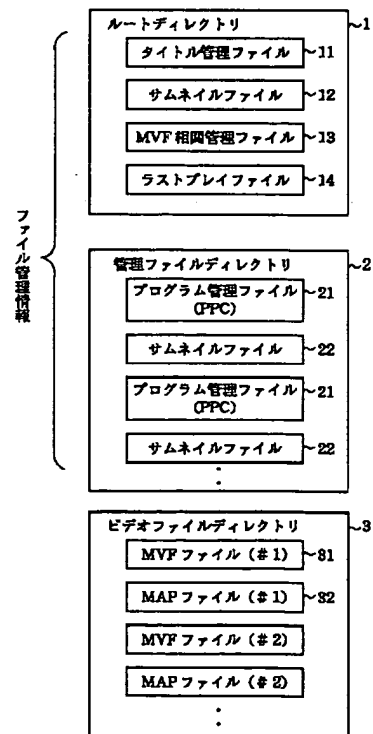 ルートディレクトリ ~1
タイトル管理ファイル ~11
サムネイルファイル ~12
MVF相関管理ファイル ~13
ラストプレイファイル ~14
ファイル管理情報
管理ファイルディレクトリ ~2
プログラム管理ファイル ~21
(PPC)
サムネイルファイル ~22
プログラム管理ファイル ~21
(PPC)
サムネイルファイル ~22
ビデオファイルディレクトリ ~3
MVFファイル (#1) ~31
MAPファイル (#1) ~32
MVFファイル (#2)
MAPファイル (#2)